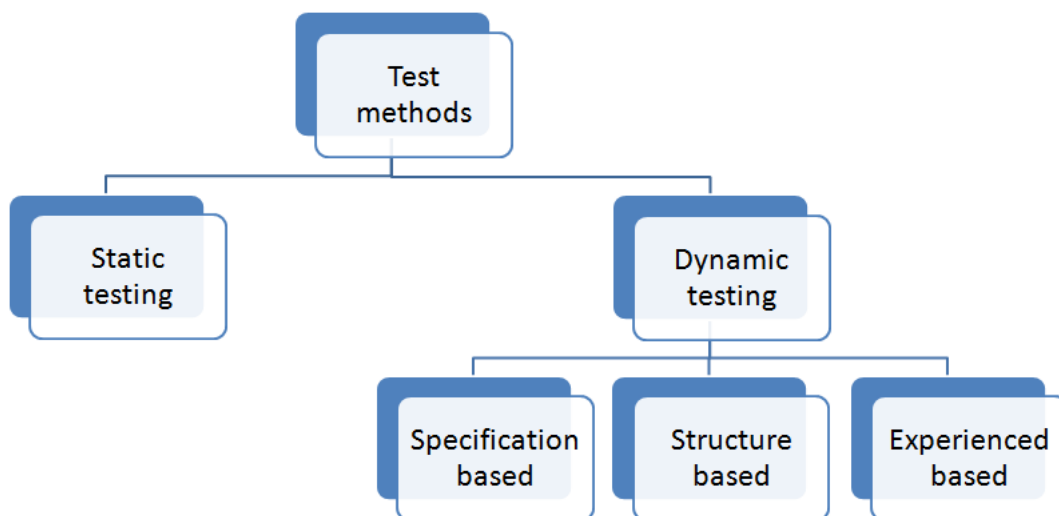 Test
methods
Static
testing
Dynamic
testing
Specification
based
Structure
based
Experienced
based